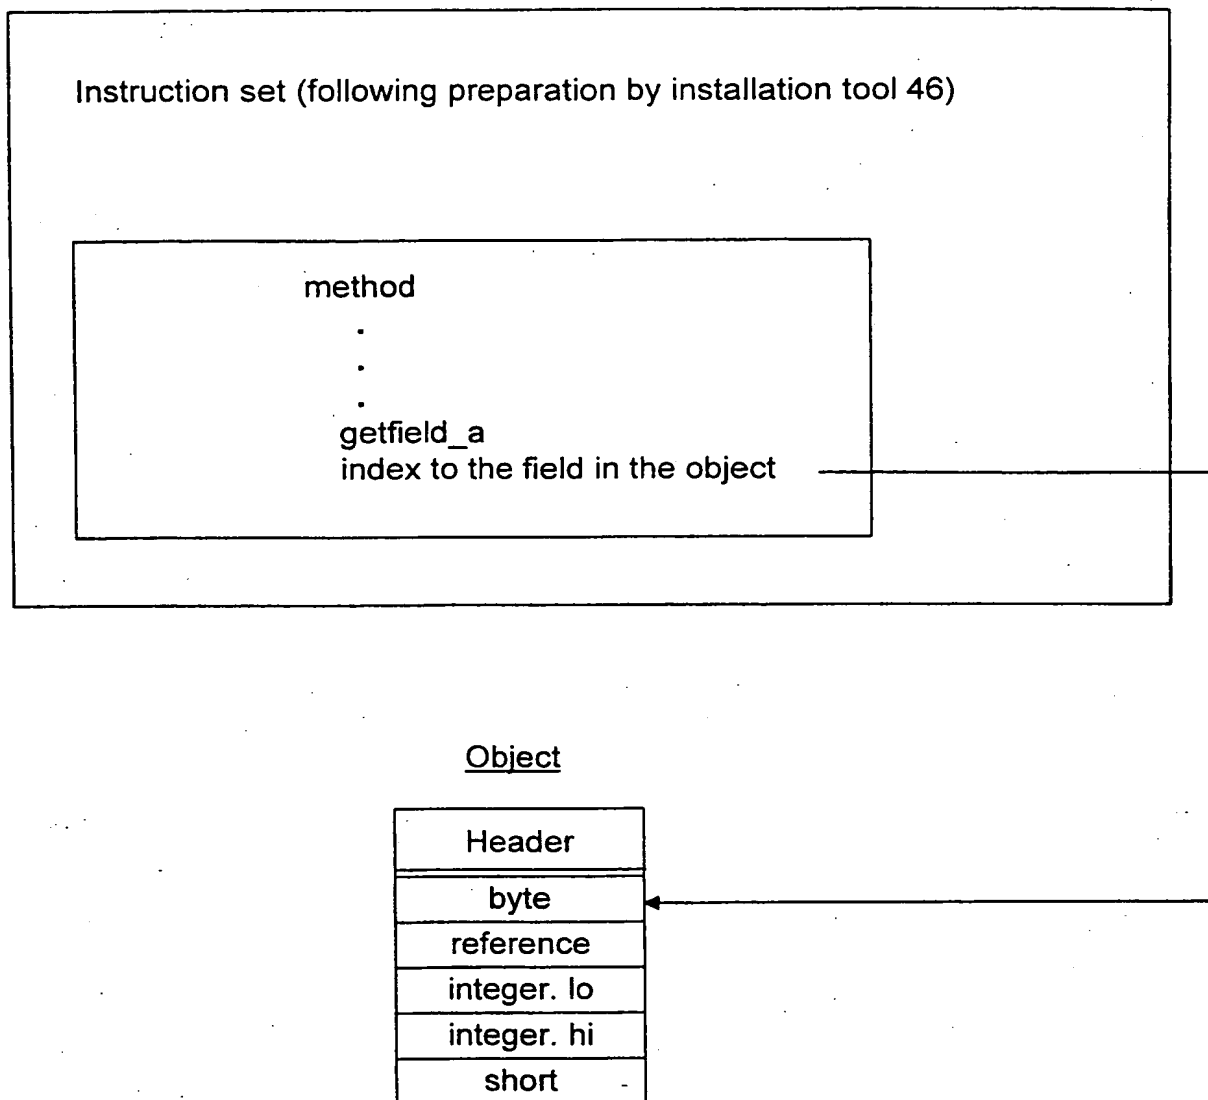 Instruction set (following preparation by installation tool 46)
method
.
.
.
getfield_a
index to the field in the object
Object
Header
byte
reference
integer. lo
integer. hi
short